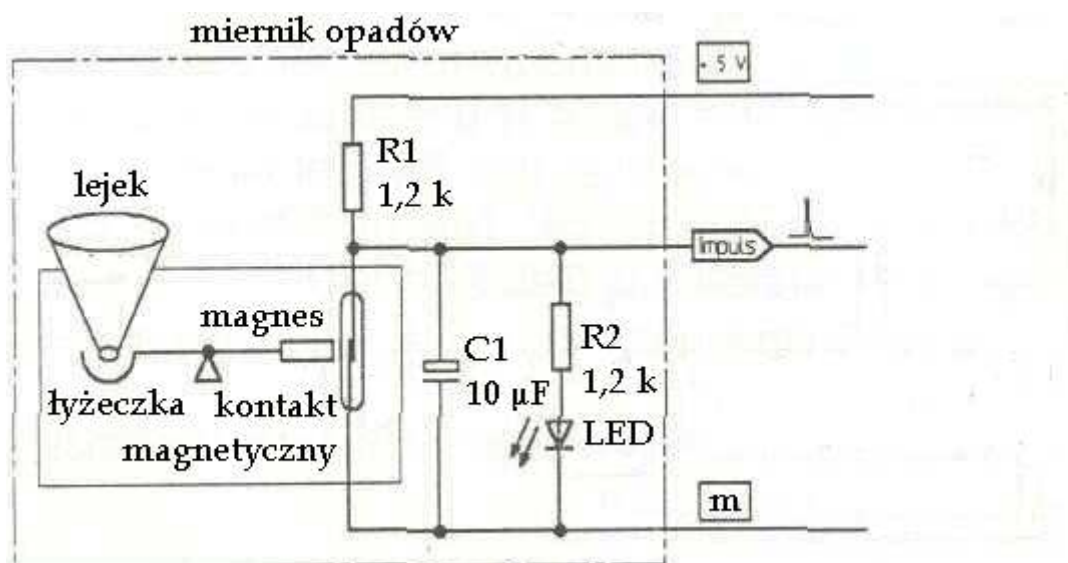 miernik opadów
+ 5 V
R1
1,2 k
lejek
Impuls
magnes
C1
10 µF
R2
1,2 k
łyżeczka
kontakt
magnetyczny
LED
m